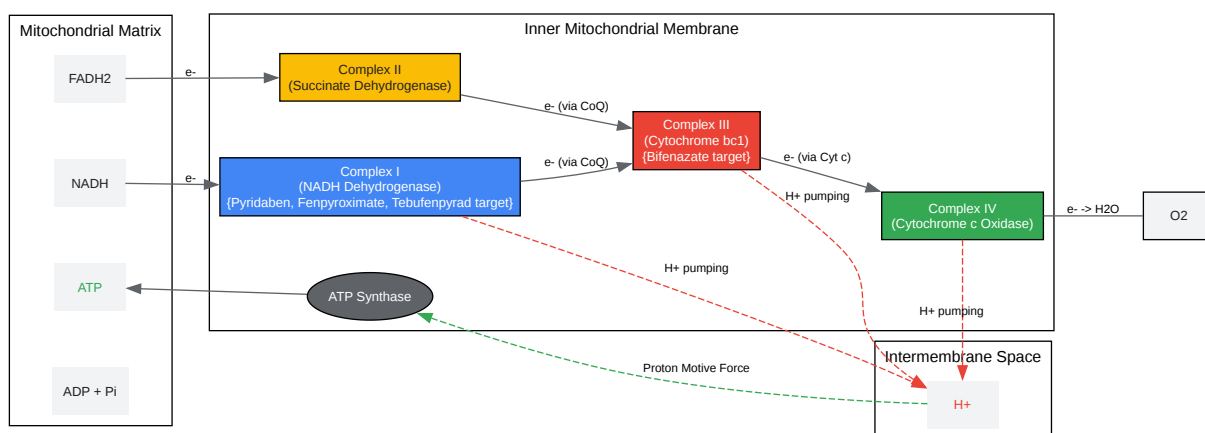 Mitochondrial Matrix
Inner Mitochondrial Membrane
FADH2
e-
Complex II
(Succinate Dehydrogenase)
e- (via CoQ)
Complex III
(Cytochrome bc1)
{Bifenazate target}
NADH
e-
Complex I
(NADH Dehydrogenase)
{Pyridaben, Fenpyroximate, Tebufenpyrad target}
e- (via CoQ)
e- (via Cyt c)
H+ pumping
Complex IV
(Cytochrome c Oxidase)
e- -> H2O
O2
H+ pumping
ATP
ATP Synthase
H+ pumping
Intermembrane Space
Proton Motive Force
ADP + Pi
H+